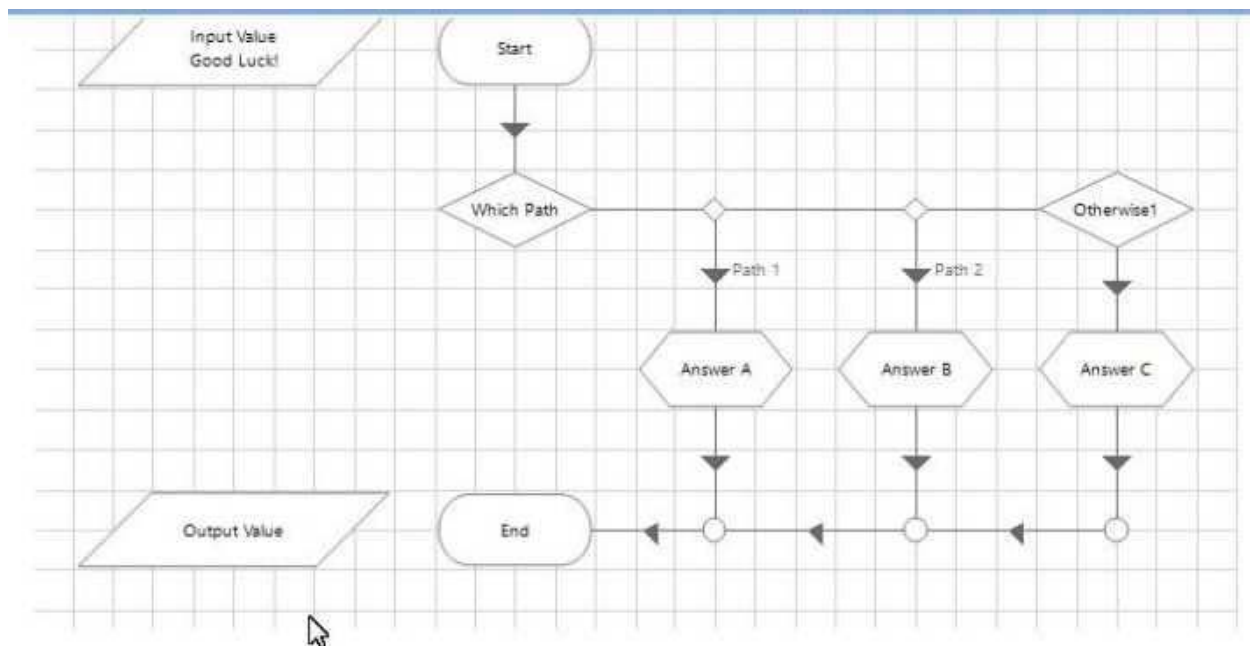 Input Value
Good Luck!
Start
Which Path
Otherwise1
Path 1
Path 2
Answer A
Answer B
Answer C
Output Value
End